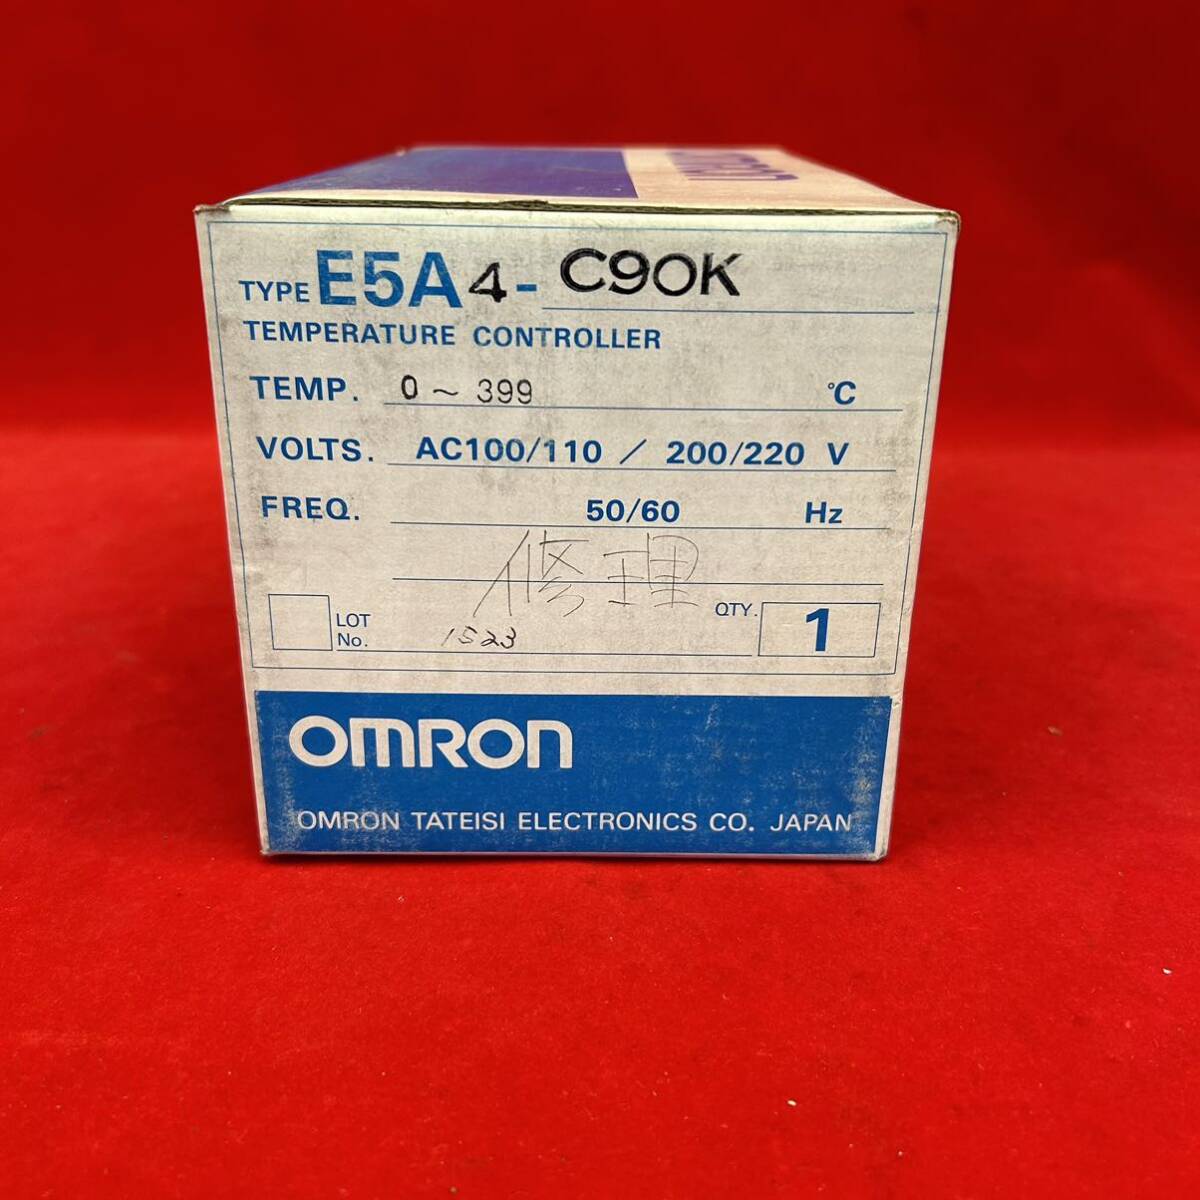 OMRON
TYPE E5A4-C90K
TEMPERATURE CONTROLLER
TEMP. 0～399 ℃
VOLTS. AC100/110 / 200/220 V
FREQ. 50/60 Hz
修理
LOT No. 1523 QTY. 1
OMRON
OMRON TATEISI ELECTRONICS CO. JAPAN